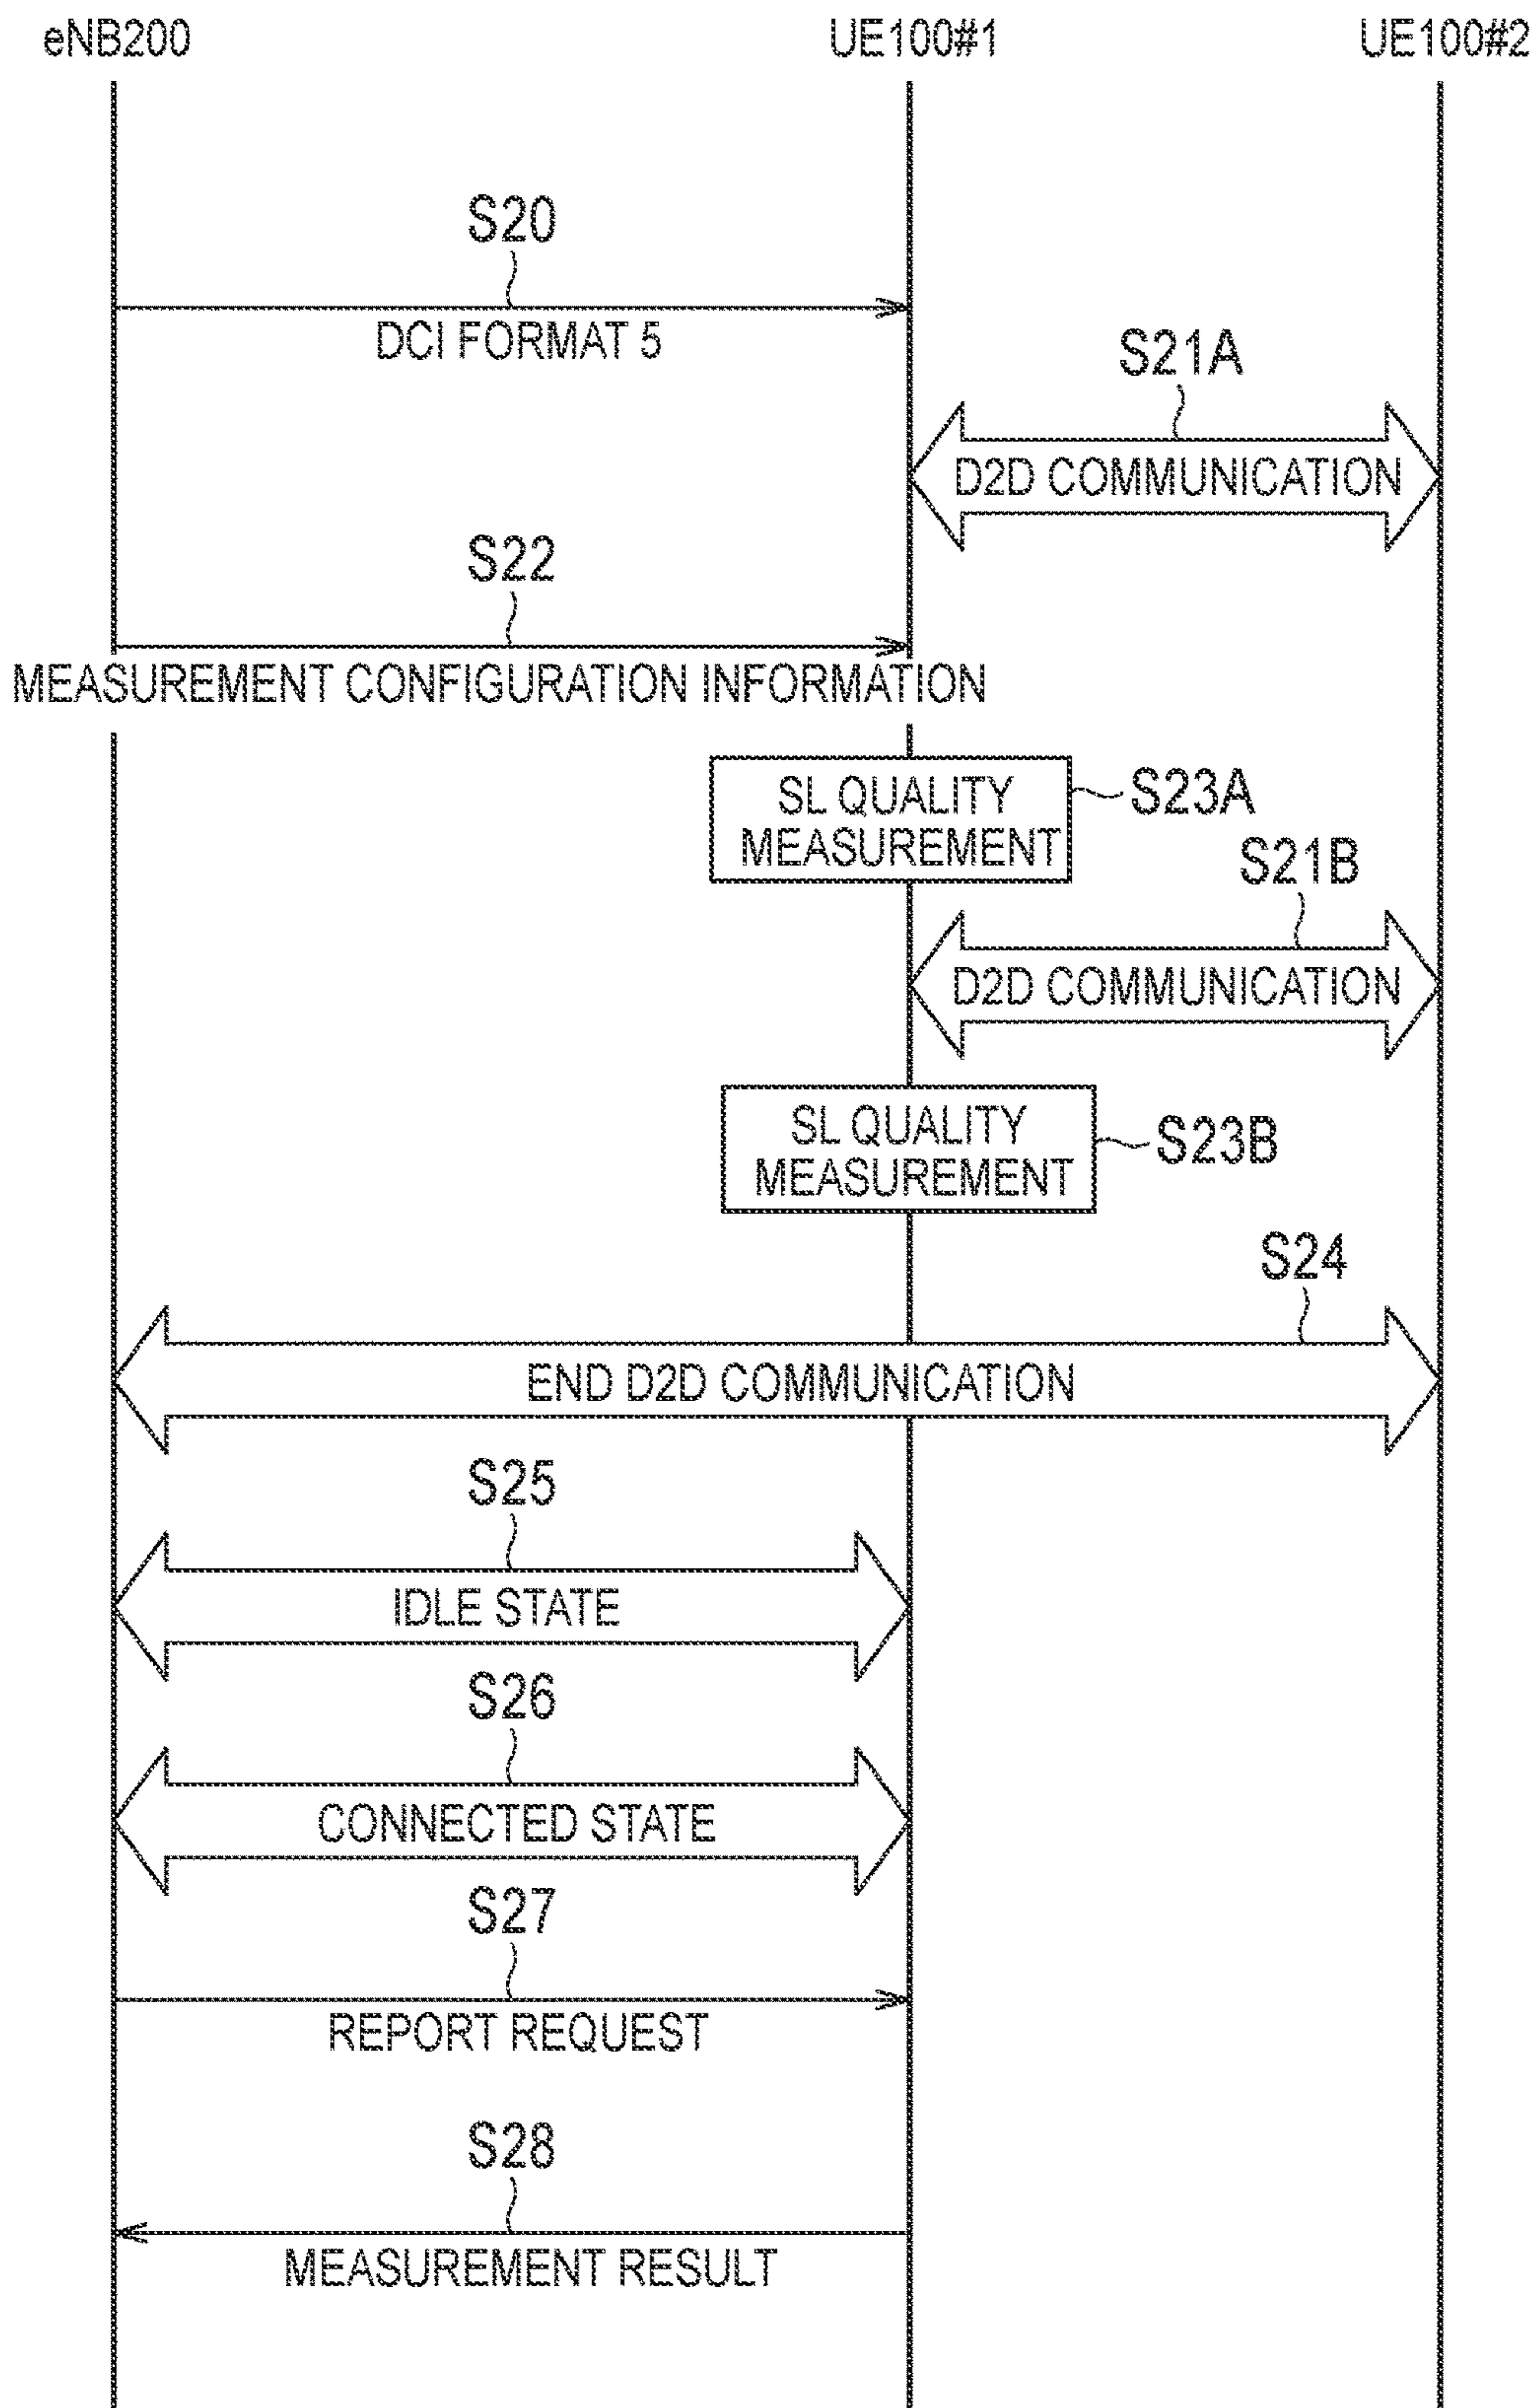 eNB200
UE100#1
UE100#2
S20
DCI FORMAT 5
S21A
D2D COMMUNICATION
S22
MEASUREMENT CONFIGURATION INFORMATION
SL QUALITY
MEASUREMENT
S23A
S21B
D2D COMMUNICATION
SL QUALITY
MEASUREMENT
S23B
S24
END D2D COMMUNICATION
S25
IDLE STATE
S26
CONNECTED STATE
S27
REPORT REQUEST
S28
MEASUREMENT RESULT